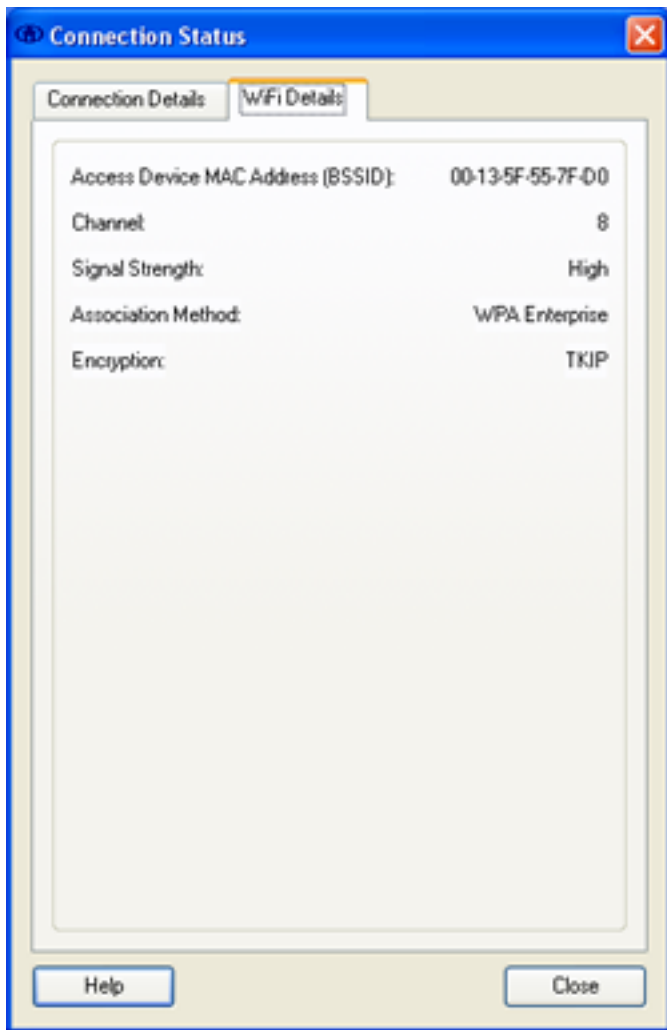 Connection Status
Connection Details WiFi Details
Access Device MAC Address (BSSID): 00-13-5F-55-7F-D0
Channel: 8
Signal Strength: High
Association Method: WPA Enterprise
Encryption: TKIP
Help Close